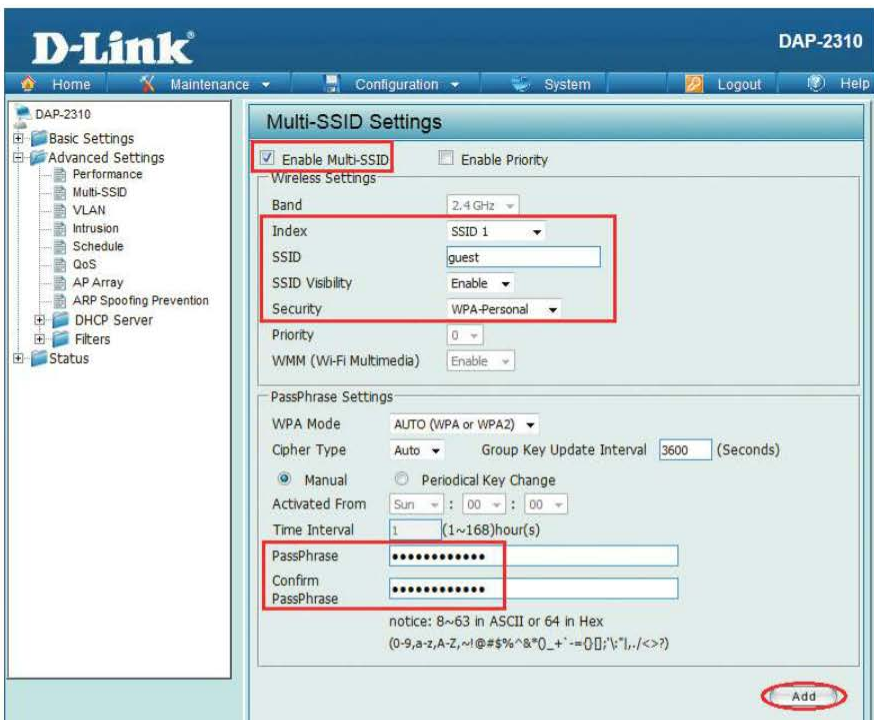 D-Link
DAP-2310
Home Maintenance Configuration System Logout Help
DAP-2310
Basic Settings
Advanced Settings
Performance
Multi-SSID
VLAN
Intrusion
Schedule
QoS
AP Array
ARP Spoofing Prevention
DHCP Server
Filters
Status
Multi-SSID Settings
Enable Multi-SSID Enable Priority
Wireless Settings
Band 2.4 GHz
Index SSID 1
SSID guest
SSID Visibility Enable
Security WPA-Personal
Priority 0
WMM (Wi-Fi Multimedia) Enable
PassPhrase Settings
WPA Mode AUTO (WPA or WPA2)
Cipher Type Auto Group Key Update Interval 3600 (Seconds)
Manual Periodical Key Change
Activated From Sun : 00 : 00
Time Interval 1 (1~168)hour(s)
PassPhrase ••••••••••••
Confirm PassPhrase ••••••••••••
notice: 8~63 in ASCII or 64 in Hex
(0-9,a-z,A-Z,~!@#$%^&*()_+`-={}[];'\:"|,./<>?)
Add